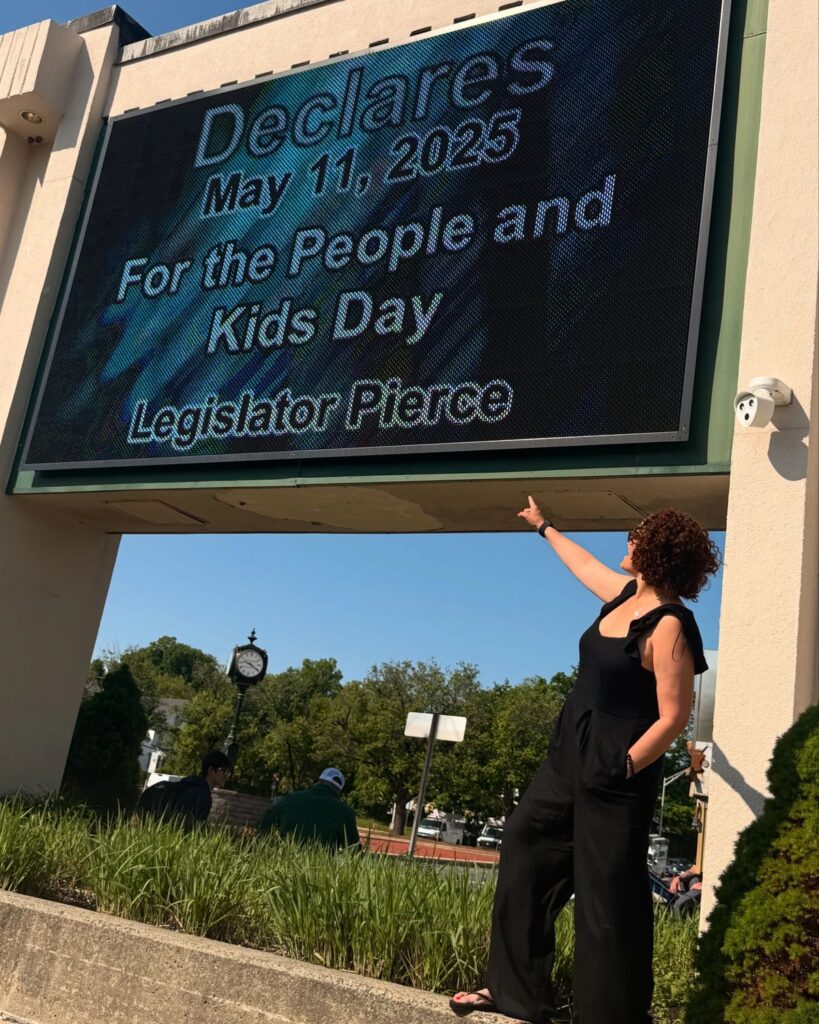 Declares
May 11, 2025
For the People and
Kids Day
Legislator Pierce